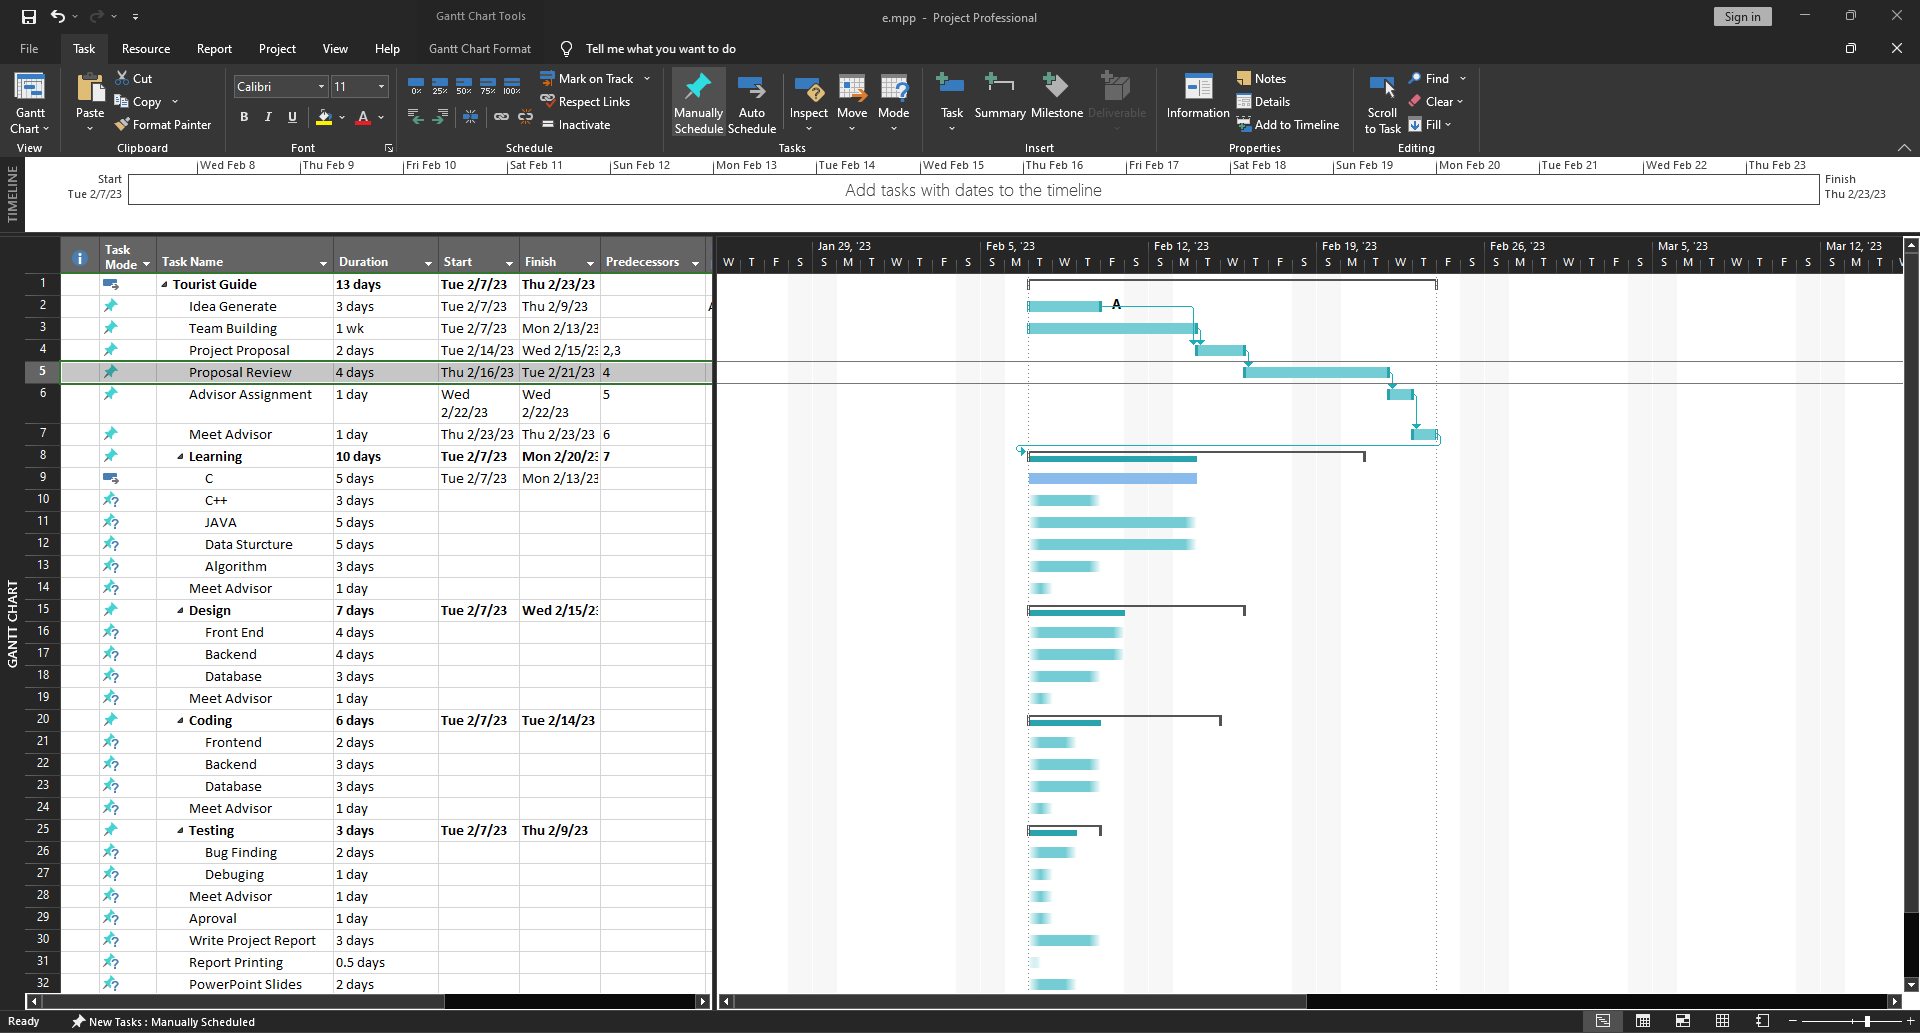 Gantt Chart Tools
e.mpp - Project Professional
Sign in
File Task Resource Report Project View Help Gantt Chart Format Tell me what you want to do
Gantt Chart
View
Paste
Cut
Copy
Format Painter
Clipboard
Calibri 11
B I U A
Font
0% 25% 50% 75% 100%
Mark on Track
Respect Links
Inactivate
Schedule
Manually Schedule
Auto Schedule
Inspect
Move
Mode
Tasks
Task
Summary
Milestone
Deliverable
Insert
Information
Notes
Details
Add to Timeline
Properties
Scroll to Task
Find
Clear
Fill
Editing
TIMELINE
Wed Feb 8 Thu Feb 9 Fri Feb 10 Sat Feb 11 Sun Feb 12 Mon Feb 13 Tue Feb 14 Wed Feb 15 Thu Feb 16 Fri Feb 17 Sat Feb 18 Sun Feb 19 Mon Feb 20 Tue Feb 21 Wed Feb 22 Thu Feb 23
Start
Tue 2/7/23
Add tasks with dates to the timeline
Finish
Thu 2/23/23
GANTT CHART
Task Mode Task Name Duration Start Finish Predecessors
Jan 29, '23 Feb 5, '23 Feb 12, '23 Feb 19, '23 Feb 26, '23 Mar 5, '23 Mar 12, '23
W T F S S M T W T F S S M T W T F S S M T W T F S S M T W T F S S M T W T F S S M T W T F S S M T W
1 Tourist Guide 13 days Tue 2/7/23 Thu 2/23/23
2 Idea Generate 3 days Tue 2/7/23 Thu 2/9/23 A
3 Team Building 1 wk Tue 2/7/23 Mon 2/13/23
4 Project Proposal 2 days Tue 2/14/23 Wed 2/15/23 2,3
5 Proposal Review 4 days Thu 2/16/23 Tue 2/21/23 4
6 Advisor Assignment 1 day Wed 2/22/23 Wed 2/22/23 5
7 Meet Advisor 1 day Thu 2/23/23 Thu 2/23/23 6
8 Learning 10 days Tue 2/7/23 Mon 2/20/23 7
9 C 5 days Tue 2/7/23 Mon 2/13/23
10 C++ 3 days
11 JAVA 5 days
12 Data Sturcture 5 days
13 Algorithm 3 days
14 Meet Advisor 1 day
15 Design 7 days Tue 2/7/23 Wed 2/15/23
16 Front End 4 days
17 Backend 4 days
18 Database 3 days
19 Meet Advisor 1 day
20 Coding 6 days Tue 2/7/23 Tue 2/14/23
21 Frontend 2 days
22 Backend 3 days
23 Database 3 days
24 Meet Advisor 1 day
25 Testing 3 days Tue 2/7/23 Thu 2/9/23
26 Bug Finding 2 days
27 Debuging 1 day
28 Meet Advisor 1 day
29 Aproval 1 day
30 Write Project Report 3 days
31 Report Printing 0.5 days
32 PowerPoint Slides 2 days
Ready New Tasks : Manually Scheduled